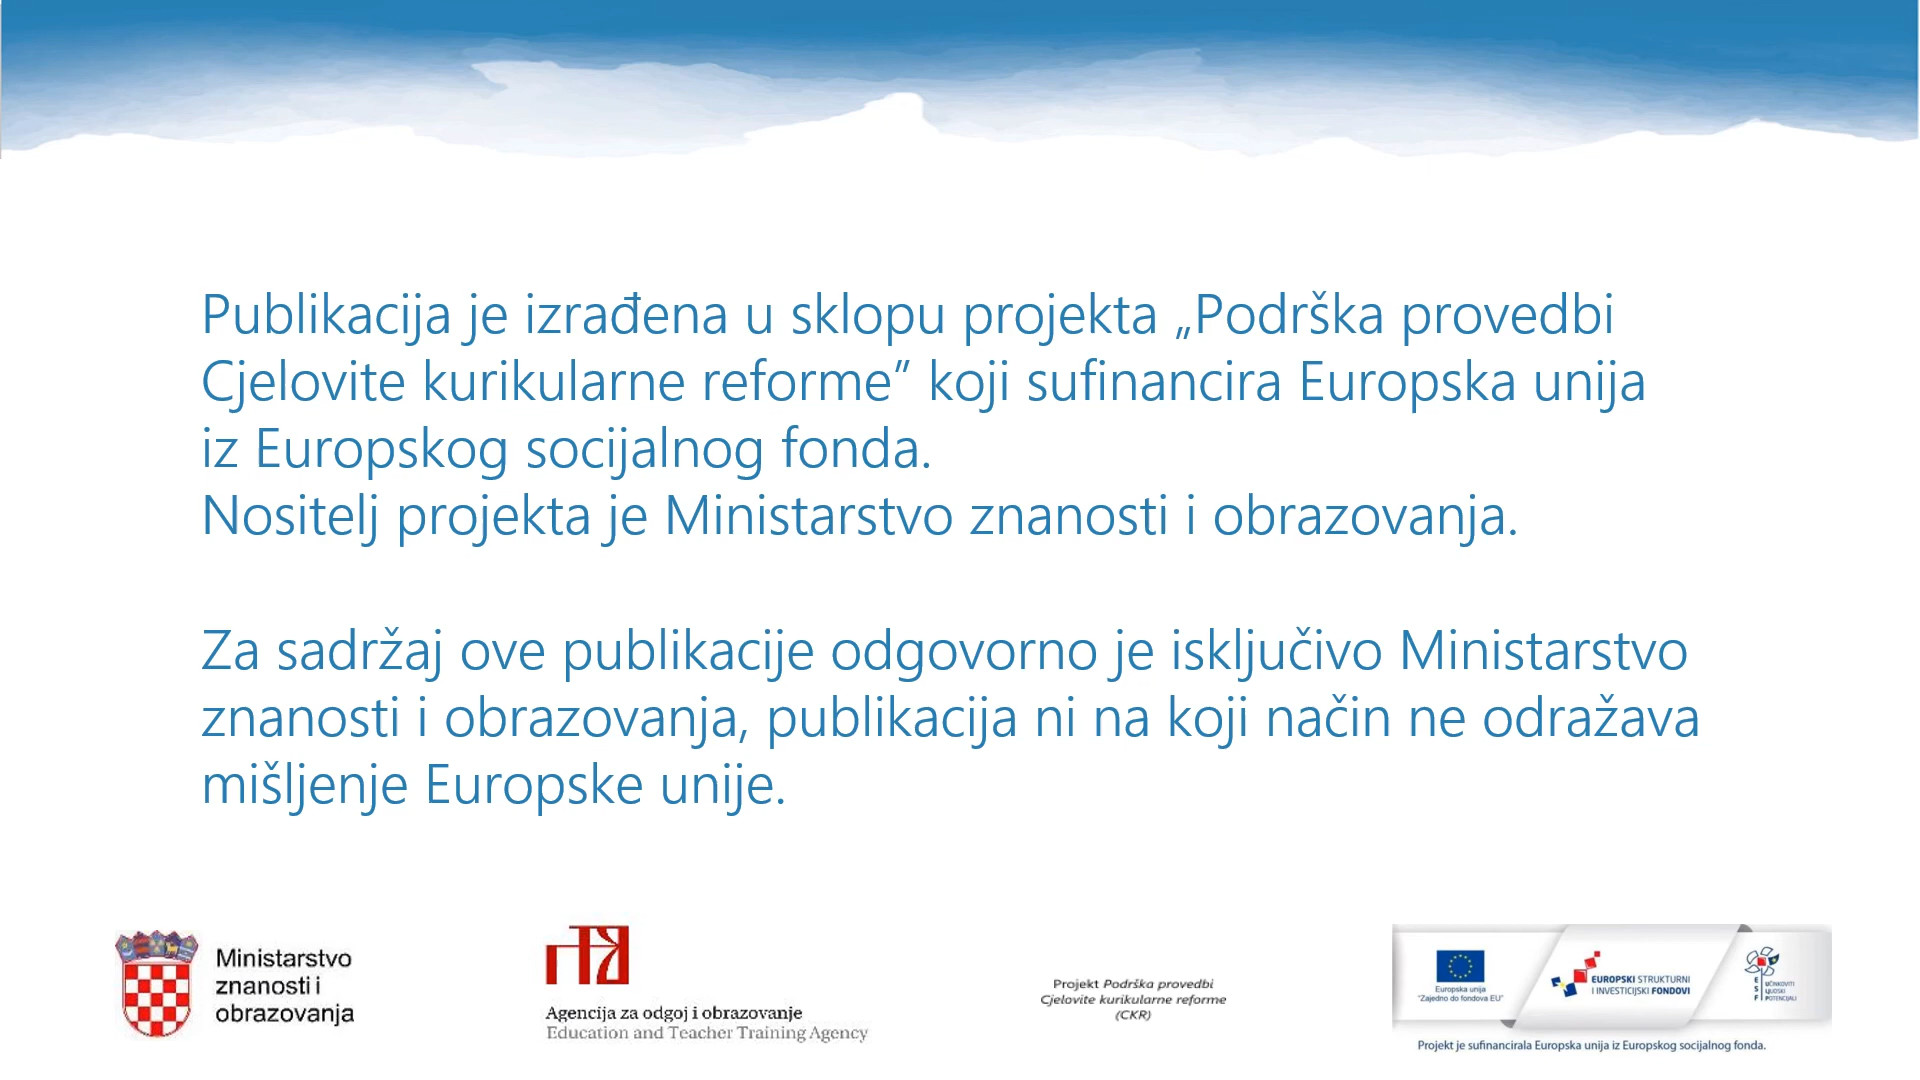 Publikacija je izrađena u sklopu projekta „Podrška provedbi
Cjelovite kurikularne reforme” koji sufinancira Europska unija
iz Europskog socijalnog fonda.
Nositelj projekta je Ministarstvo znanosti i obrazovanja.
Za sadržaj ove publikacije odgovorno je isključivo Ministarstvo
znanosti i obrazovanja, publikacija ni na koji način ne odražava
mišljenje Europske unije.
Ministarstvo
znanosti i
obrazovanja
Agencija za odgoj i obrazovanje
Education and Teacher Training Agency
Projekt Podrška provedbi
Cjelovite kurikularne reforme
(CKR)
Europska unija
"Zajedno do fondova EU"
EUROPSKI STRUKTURNI
I INVESTICIJSKI FONDOVI
ESF
UČINKOVITI
LJUDSKI
POTENCIJALI
Projekt je sufinancirala Europska unija iz Europskog socijalnog fonda.